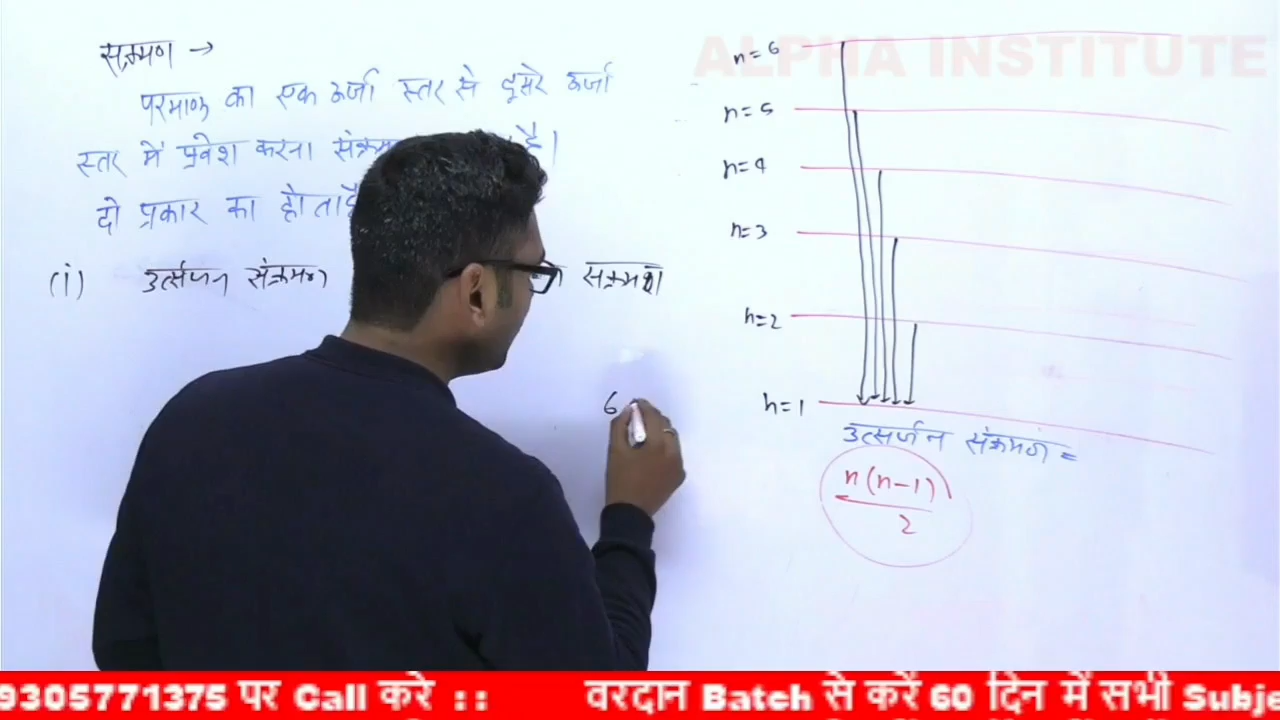 संक्रमण →
परमाणु का एक ऊर्जा स्तर से दूसरे ऊर्जा
स्तर में प्रवेश करना है।
दो प्रकार का होता है
(i) उत्सर्जन संक्रमण संक्रमण
6
ALPHA INSTITUTE
n=6
n=5
n=4
n=3
n=2
n=1
उत्सर्जन संक्रमण =
n(n-1)
2
9305771375 पर Call करे : : वरदान Batch से करें 60 दिन में सभी Subje